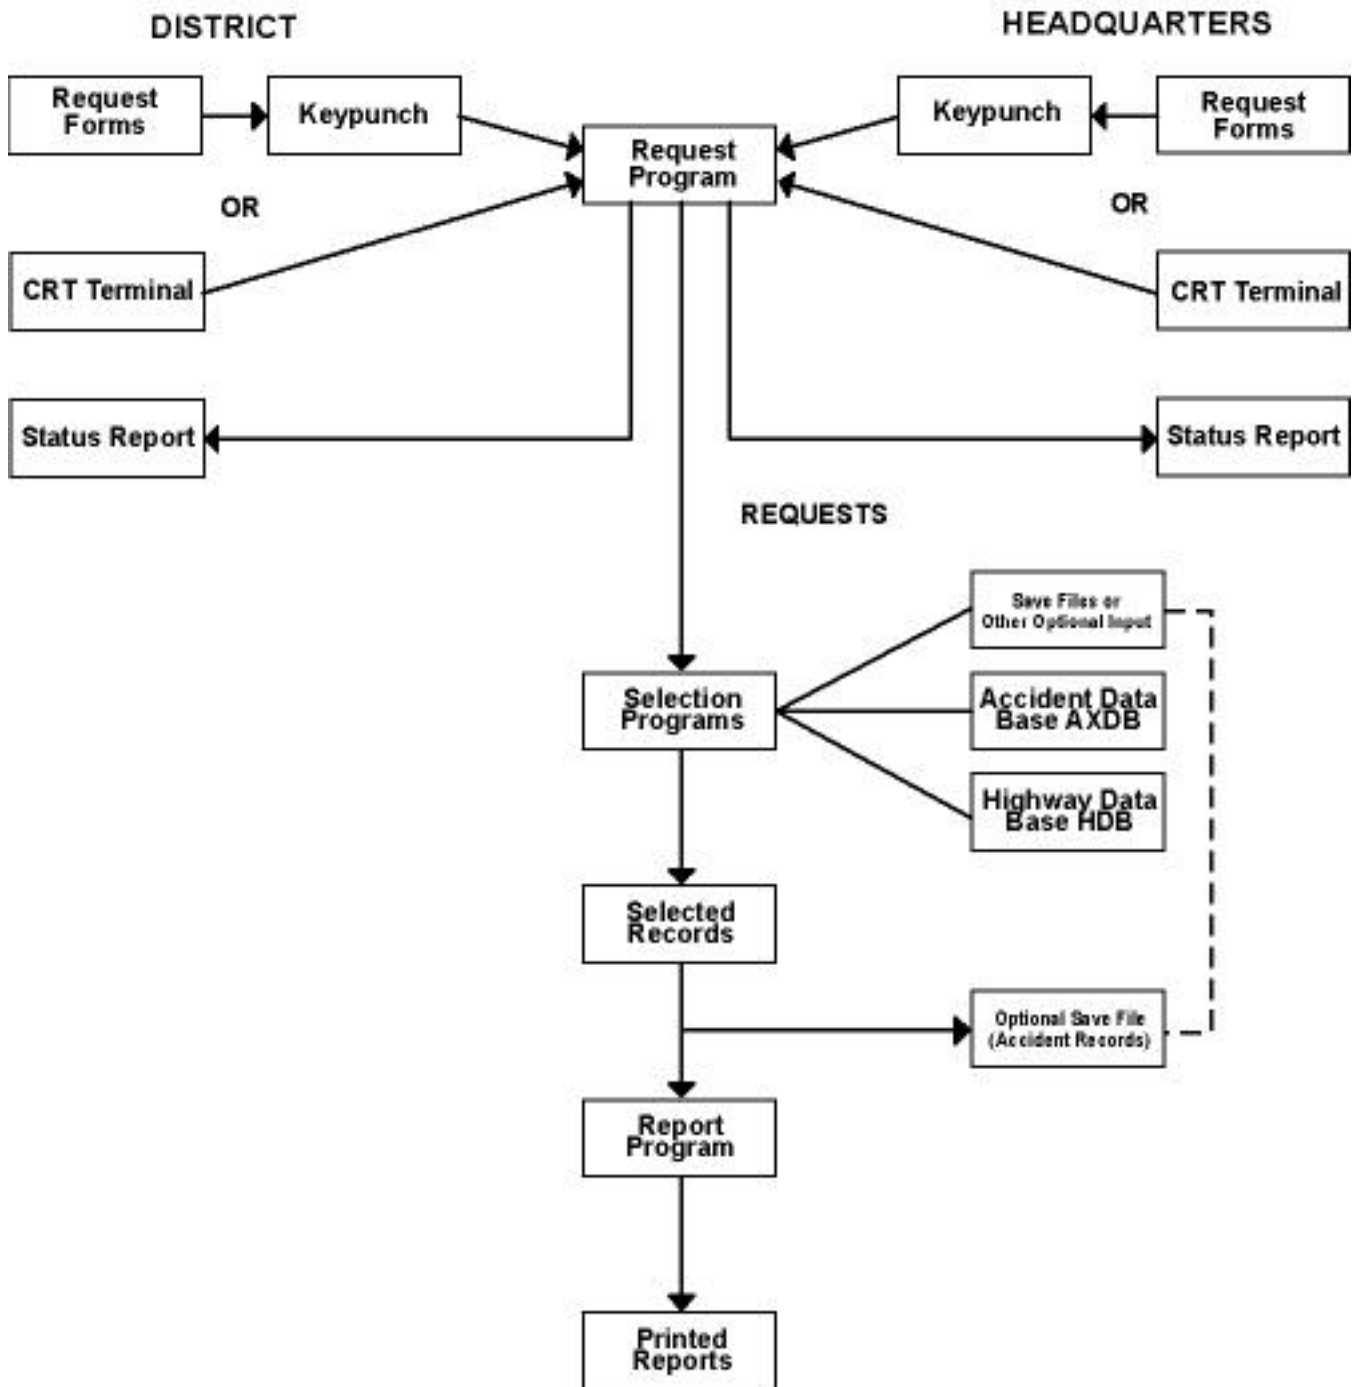 DISTRICT
HEADQUARTERS
Request
Forms
Keypunch
Request
Program
Keypunch
Request
Forms
OR
OR
CRT Terminal
CRT Terminal
Status Report
Status Report
REQUESTS
Save Files or
Other Optional Input
Selection
Programs
Accident Data
Base AXDB
Highway Data
Base HDB
Selected
Records
Optional Save File
(Accident Records)
Report
Program
Printed
Reports